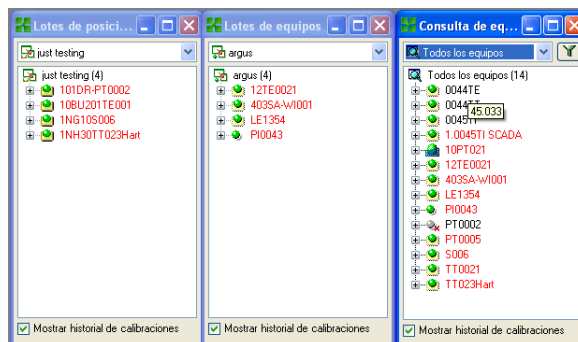 Lotes de posici...
just testing
just testing (4)
101DR-PT0002
10BU201TE001
1NG10S006
1NH30TT023Hart
Mostrar historial de calibraciones
Lotes de equipos
argus
argus (4)
12TE0021
403SA-WI001
LE1354
PI0043
Mostrar historial de calibraciones
Consulta de eq...
Todos los equipos
Todos los equipos (14)
0044TE
0044TT
45.033
0045TI
1.0045TI SCADA
10PT021
12TE0021
403SA-WI001
LE1354
PI0043
PT0002
PT0005
S006
TT0021
TT023Hart
Mostrar historial de calibraciones